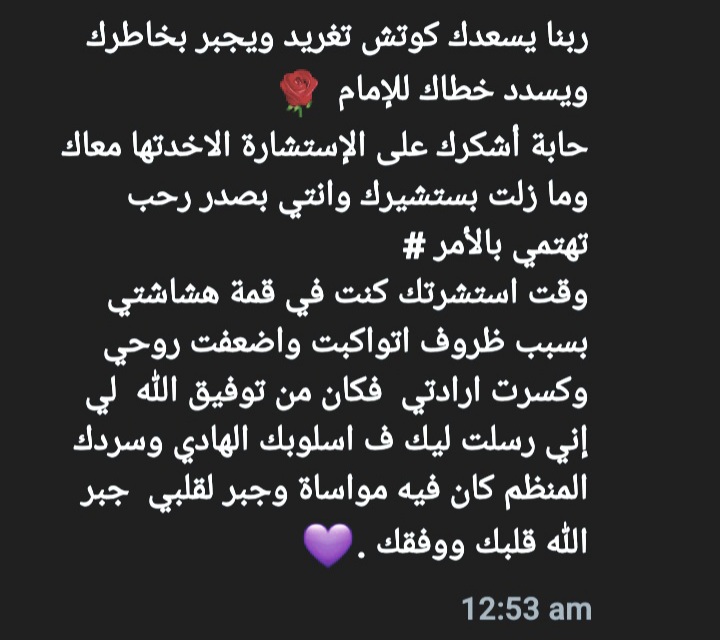 ربنا يسعدك كوتش تغريد ويجبر بخاطرك
ويسدد خطاك للإمام 🌹
حابة أشكرك على الإستشارة الاخدتها معاك
وما زلت بستشيرك وانتي بصدر رحب
تهتمي بالأمر #
وقت استشرتك كنت في قمة هشاشتي
بسبب ظروف اتواكبت واضعفت روحي
وكسرت ارادتي فكان من توفيق الله لي
إني رسلت ليك ف اسلوبك الهادي وسردك
المنظم كان فيه مواساة وجبر لقلبي جبر
الله قلبك ووفقك .💜
12:53 am